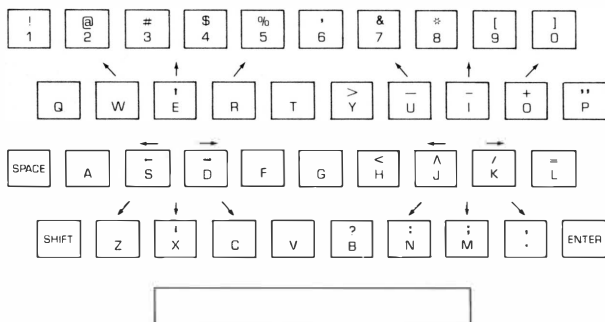 ! @ # $ % ' & * [ ]
1 2 3 4 5 6 7 8 9 0
Q W E R T > Y — U - I + O " P
SPACE A S D F G < H ^ J / K = L
SHIFT Z X C V ? B : N ; M , . ENTER